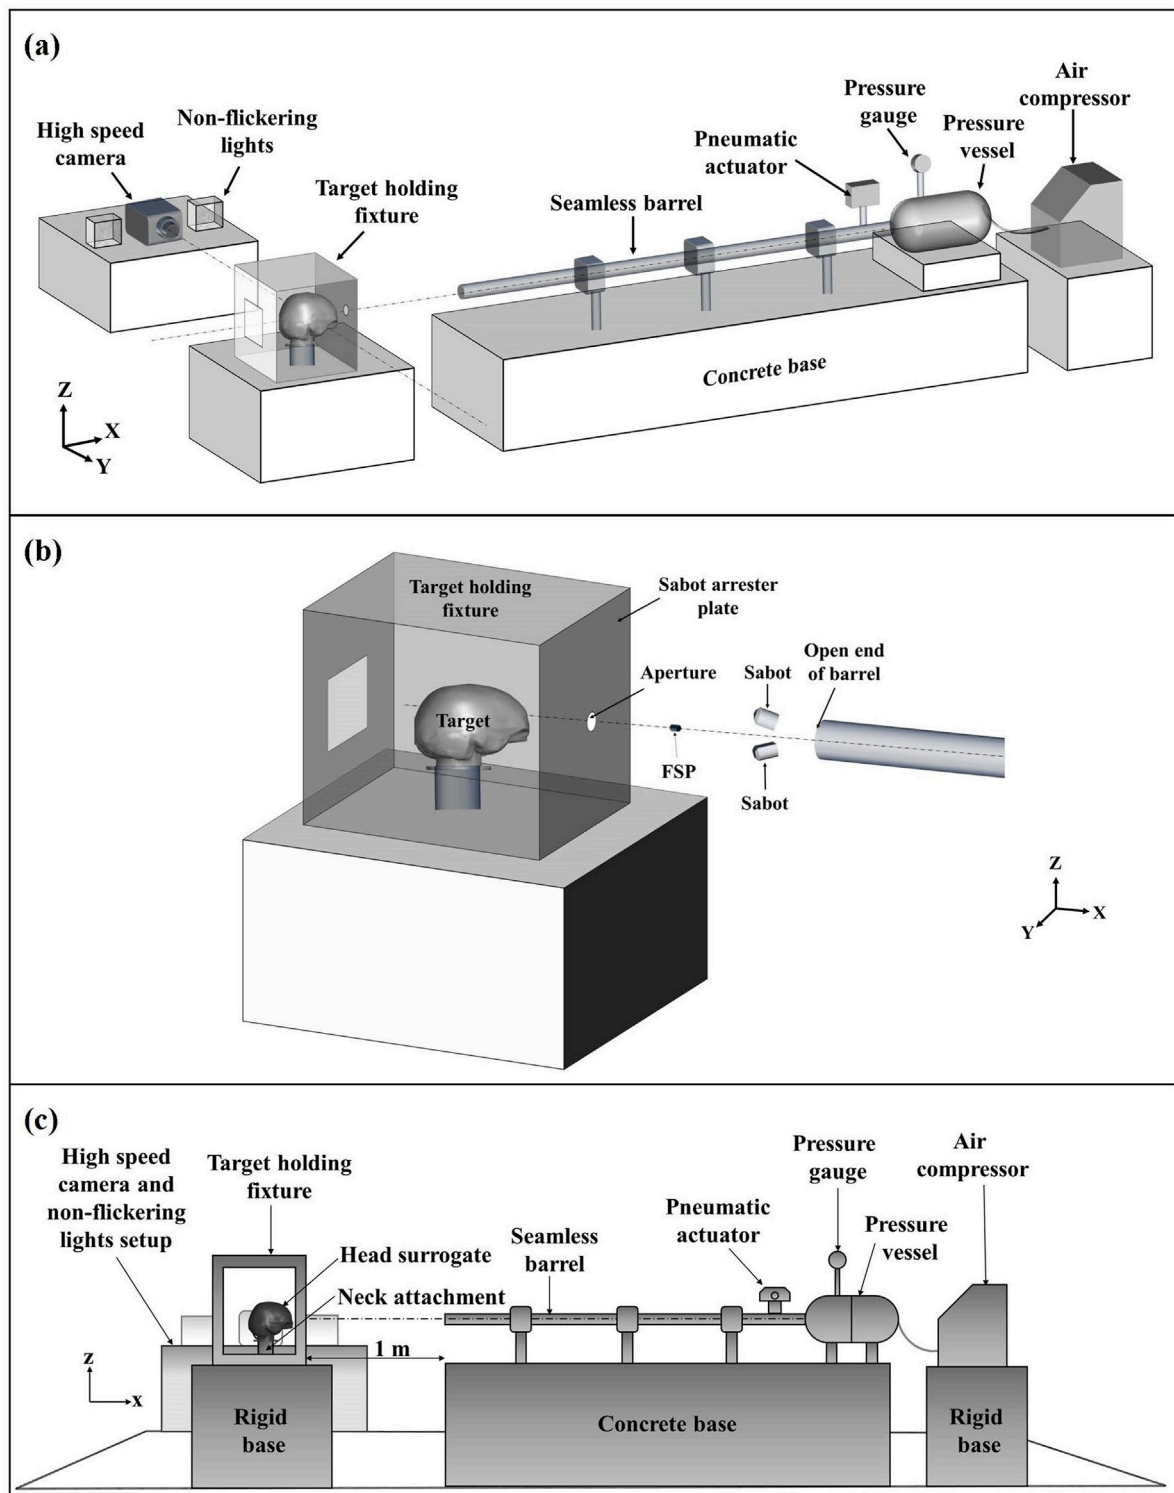 (a)
High speed
camera
Non-flickering
lights
Target holding
fixture
Seamless barrel
Pneumatic
actuator
Pressure
gauge
Pressure
vessel
Air
compressor
Concrete base
Z
X
Y
(b)
Target holding
fixture
Sabot arrester
plate
Aperture
Sabot
Open end
of barrel
Target
FSP
Sabot
Z
X
Y
(c)
High speed
camera and
non-flickering
lights setup
Target holding
fixture
Head surrogate
Neck attachment
Seamless
barrel
Pneumatic
actuator
Pressure
gauge
Pressure
vessel
Air
compressor
1 m
z
x
Rigid
base
Concrete base
Rigid
base